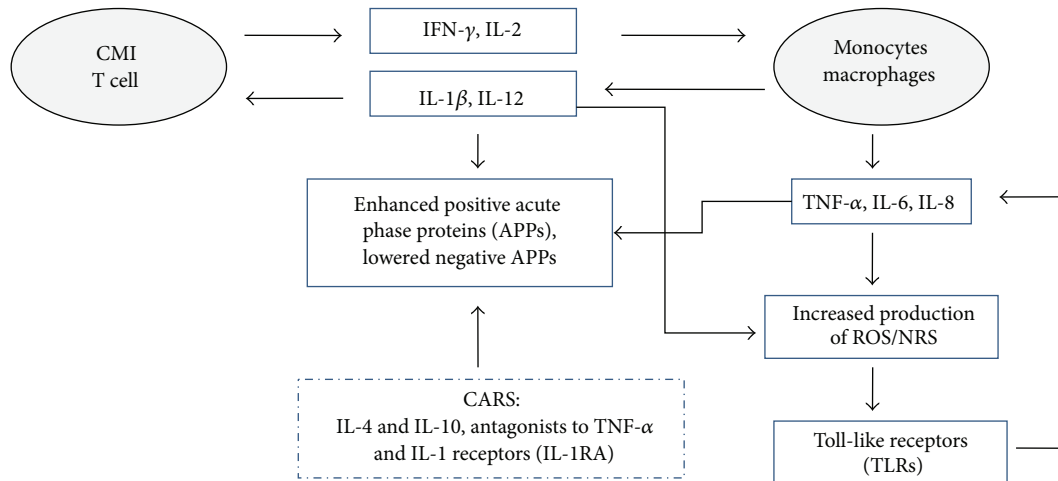 CMI
T cell
IFN-γ, IL-2
Monocytes
macrophages
IL-1β, IL-12
Enhanced positive acute
phase proteins (APPs),
lowered negative APPs
TNF-α, IL-6, IL-8
Increased production
of ROS/NRS
CARS:
IL-4 and IL-10, antagonists to TNF-α
and IL-1 receptors (IL-1RA)
Toll-like receptors
(TLRs)